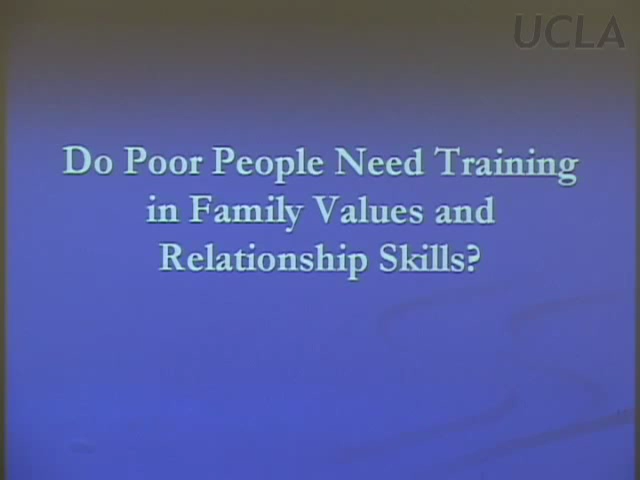 UCLA
Do Poor People Need Training
in Family Values and
Relationship Skills?